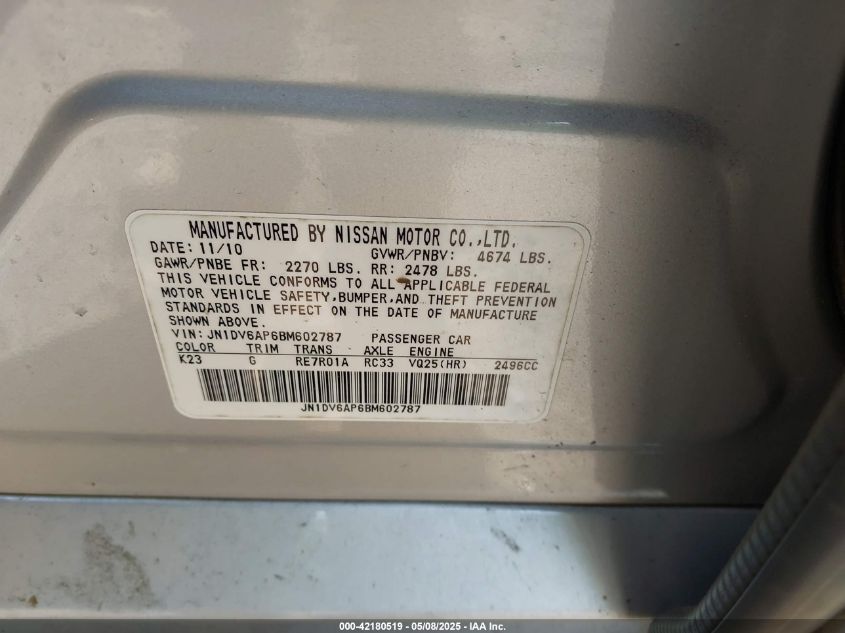 MANUFACTURED BY NISSAN MOTOR CO.,LTD.
DATE: 11/10 GVWR/PNBV: 4674 LBS.
GAWR/PNBE FR: 2270 LBS. RR: 2478 LBS.
THIS VEHICLE CONFORMS TO ALL APPLICABLE FEDERAL
MOTOR VEHICLE SAFETY,BUMPER,AND THEFT PREVENTION
STANDARDS IN EFFECT ON THE DATE OF MANUFACTURE
SHOWN ABOVE.
VIN: JN1DV6AP6BM602787 PASSENGER CAR
COLOR TRIM TRANS AXLE ENGINE
K23 G RE7R01A RC33 VQ25(HR) 2496CC
JN1DV6AP6BM602787
000-42180519 - 05/08/2025 - IAA Inc.